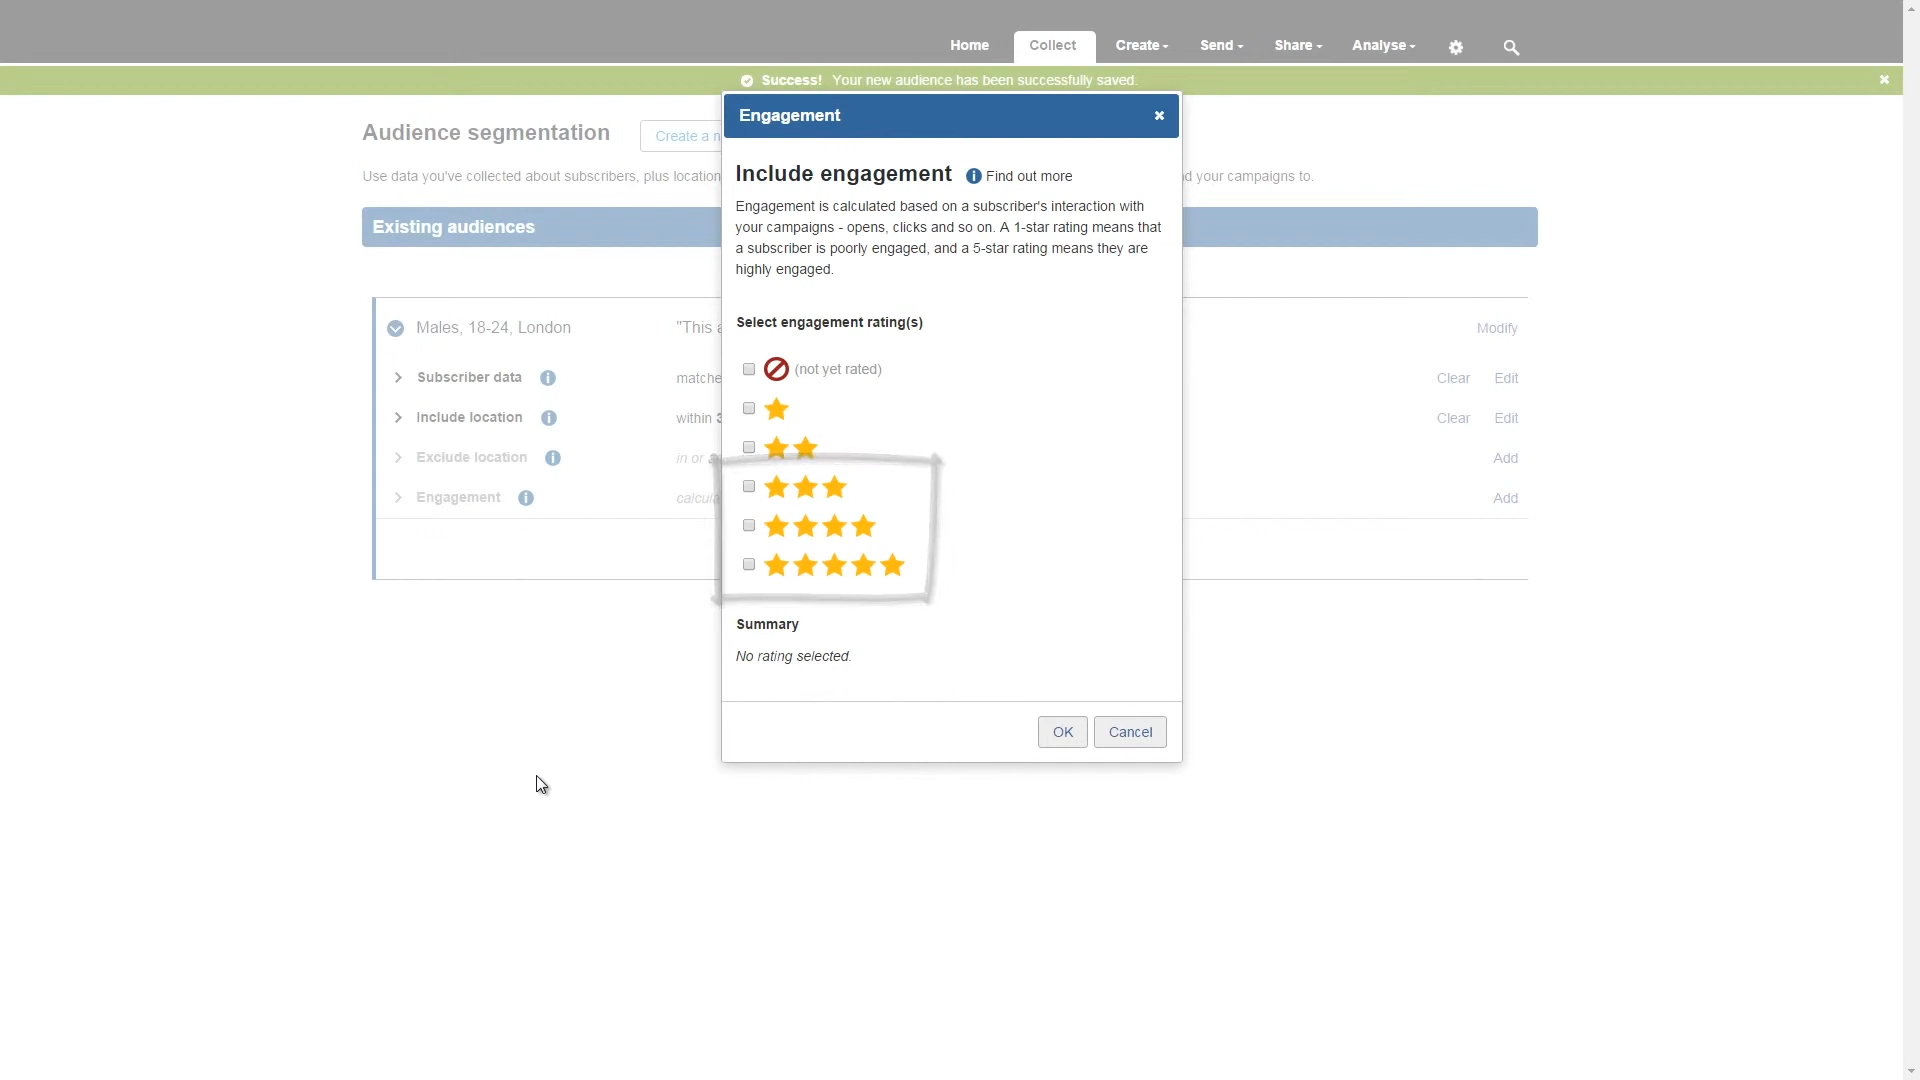 Home Collect Create Send Share Analyse
Success! Your new audience has been successfully saved.
Engagement
Audience segmentation
Create a
Include engagement Find out more
Use data you've collected about subscribers, plus location
your campaigns to.
Engagement is calculated based on a subscriber's interaction with
your campaigns - opens, clicks and so on. A 1-star rating means that
a subscriber is poorly engaged, and a 5-star rating means they are
highly engaged.
Existing audiences
Select engagement rating(s)
Males, 18-24, London "This Modify
(not yet rated)
Subscriber data Clear Edit
Include location within Clear Edit
Exclude location in or Add
Engagement Add
Summary
No rating selected.
OK Cancel